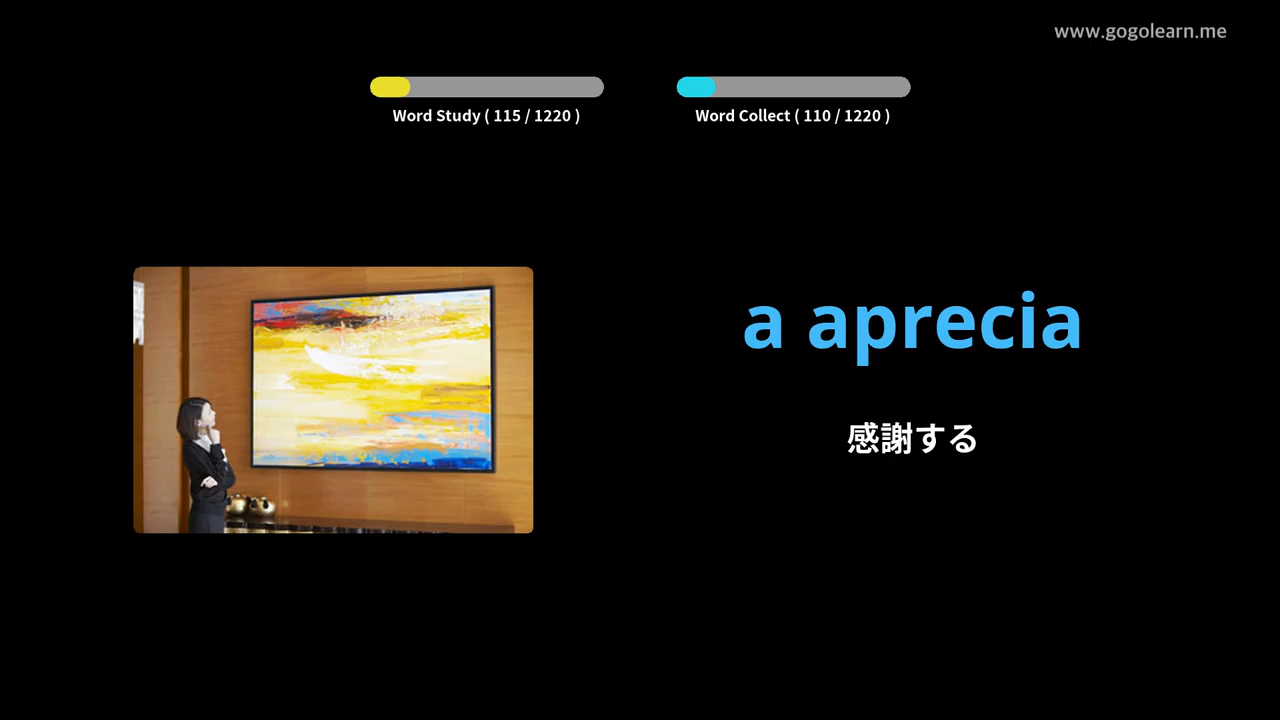 www.gogolearn.me
Word Study ( 115 / 1220 )
Word Collect ( 110 / 1220 )
a aprecia
感謝する